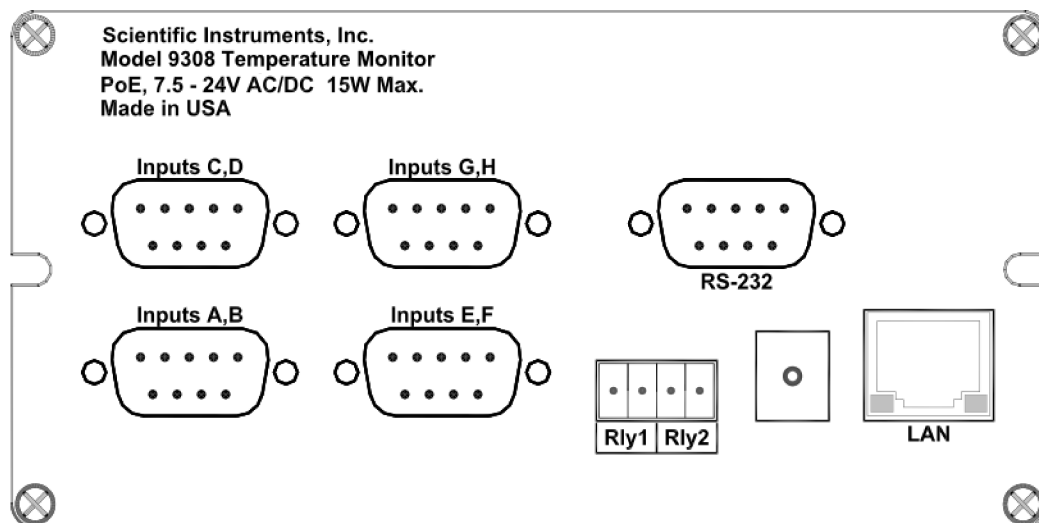 Scientific Instruments, Inc.
Model 9308 Temperature Monitor
PoE, 7.5 - 24V AC/DC  15W Max.
Made in USA
Inputs C,D
Inputs G,H
RS-232
Inputs A,B
Inputs E,F
Rly1
Rly2
LAN